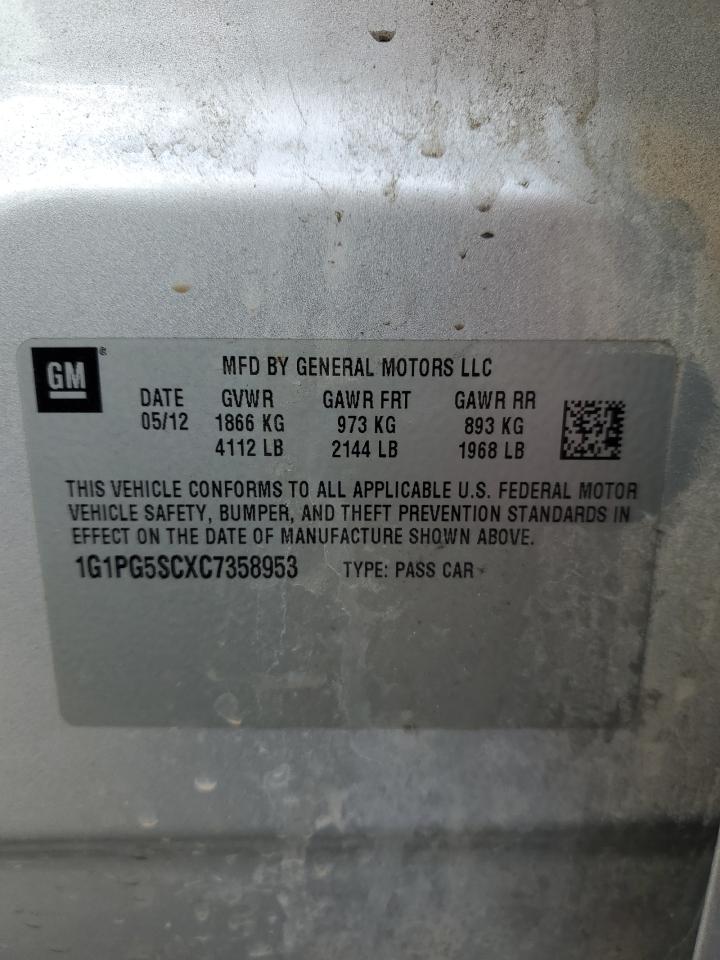 GM®
MFD BY GENERAL MOTORS LLC
DATE GVWR GAWR FRT GAWR RR
05/12 1866 KG 973 KG 893 KG
4112 LB 2144 LB 1968 LB
THIS VEHICLE CONFORMS TO ALL APPLICABLE U.S. FEDERAL MOTOR
VEHICLE SAFETY, BUMPER, AND THEFT PREVENTION STANDARDS IN
EFFECT ON THE DATE OF MANUFACTURE SHOWN ABOVE.
1G1PG5SCXC7358953 TYPE: PASS CAR